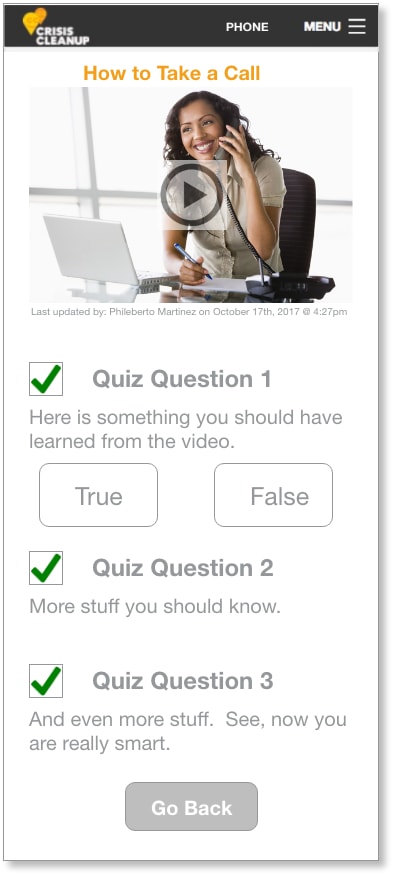 CRISIS
CLEANUP
PHONE
MENU
How to Take a Call
Last updated by: Phileberto Martinez on October 17th, 2017 @ 4:27pm
Quiz Question 1
Here is something you should have
learned from the video.
True
False
Quiz Question 2
More stuff you should know.
Quiz Question 3
And even more stuff.  See, now you
are really smart.
Go Back